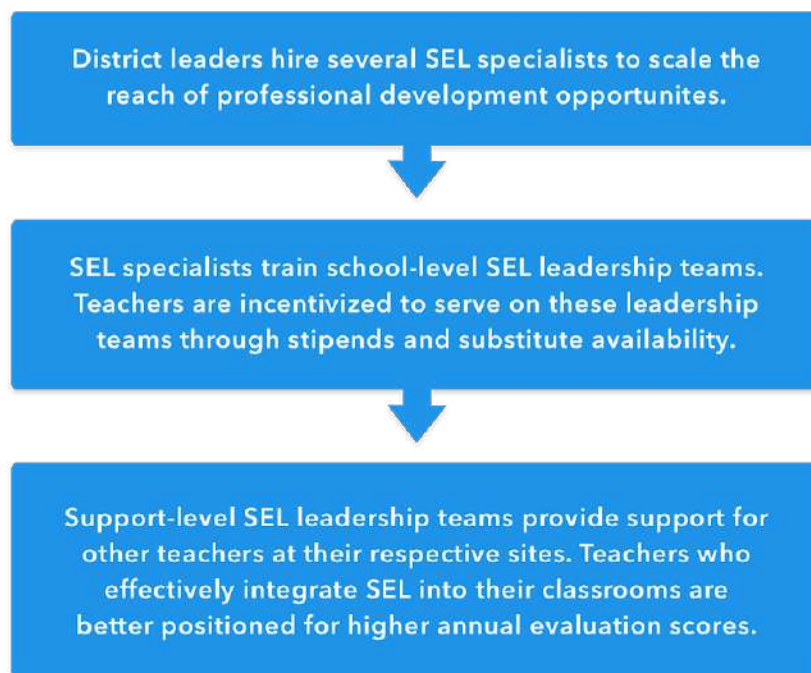 District leaders hire several SEL specialists to scale the
reach of professional development opportunites.
SEL specialists train school-level SEL leadership teams.
Teachers are incentivized to serve on these leadership
teams through stipends and substitute availability.
Support-level SEL leadership teams provide support for
other teachers at their respective sites. Teachers who
effectively integrate SEL into their classrooms are
better positioned for higher annual evaluation scores.